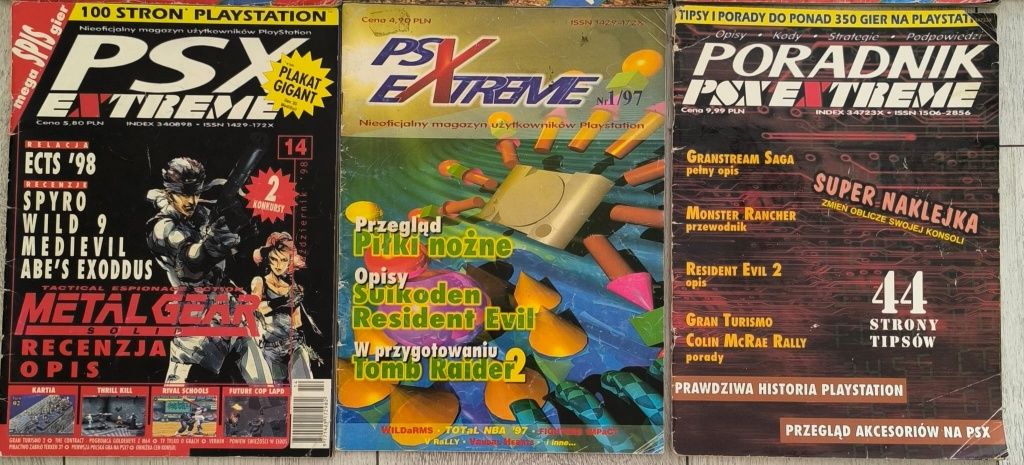 mega SPIS gier
100 STRON PLAYSTATION
Nieoficjalny magazyn użytkowników PlayStation
PSX
EXTREME
PLAKAT
GIGANT
Cena 5,80 PLN
INDEX 340898 • ISSN 1429-172X
RELACJA
ECTS '98
RECENZJE
SPYRO
WILD 9
MEDIEVIL
ABE'S EXODDUS
14
październik '98
2
KONKURSY
TACTICAL ESPIONAGE ACTION
METAL GEAR
SOLID
RECENZJA
OPIS
KARTIA
THRILL KILL
RIVAL SCHOOLS
FUTURE COP LAPD
Cena 4,90 PLN
ISSN 1429-172X
PSX
EXTREME
Nr 1/97
Nieoficjalny magazyn użytkowników Playstation
Przegląd
Piłki nożne
Opisy
Suikoden
Resident Evil
W przygotowaniu
Tomb Raider 2
WILDaRMS • TOTaL NBA '97 • FIGHTING IMPACT
V RaLLY • VANDAL HEARTS • i inne...
TIPSY I PORADY DO PONAD 350 GIER NA PLAYSTATION
Opisy • Kody • Strategie • Podpowiedzi
PORADNIK
PSX EXTREME
Cena 9,99 PLN
INDEX 34723X • ISSN 1506-2856
GRANSTREAM SAGA
pełny opis
SUPER NAKLEJKA
ZMIEŃ OBLICZE SWOJEJ KONSOLI
MONSTER RANCHER
przewodnik
RESIDENT EVIL 2
opis
44
STRONY
TIPSÓW
GRAN TURISMO
COLIN MCRAE RALLY
porady
PRAWDZIWA HISTORIA PLAYSTATION
PRZEGLĄD AKCESORIÓW NA PSX